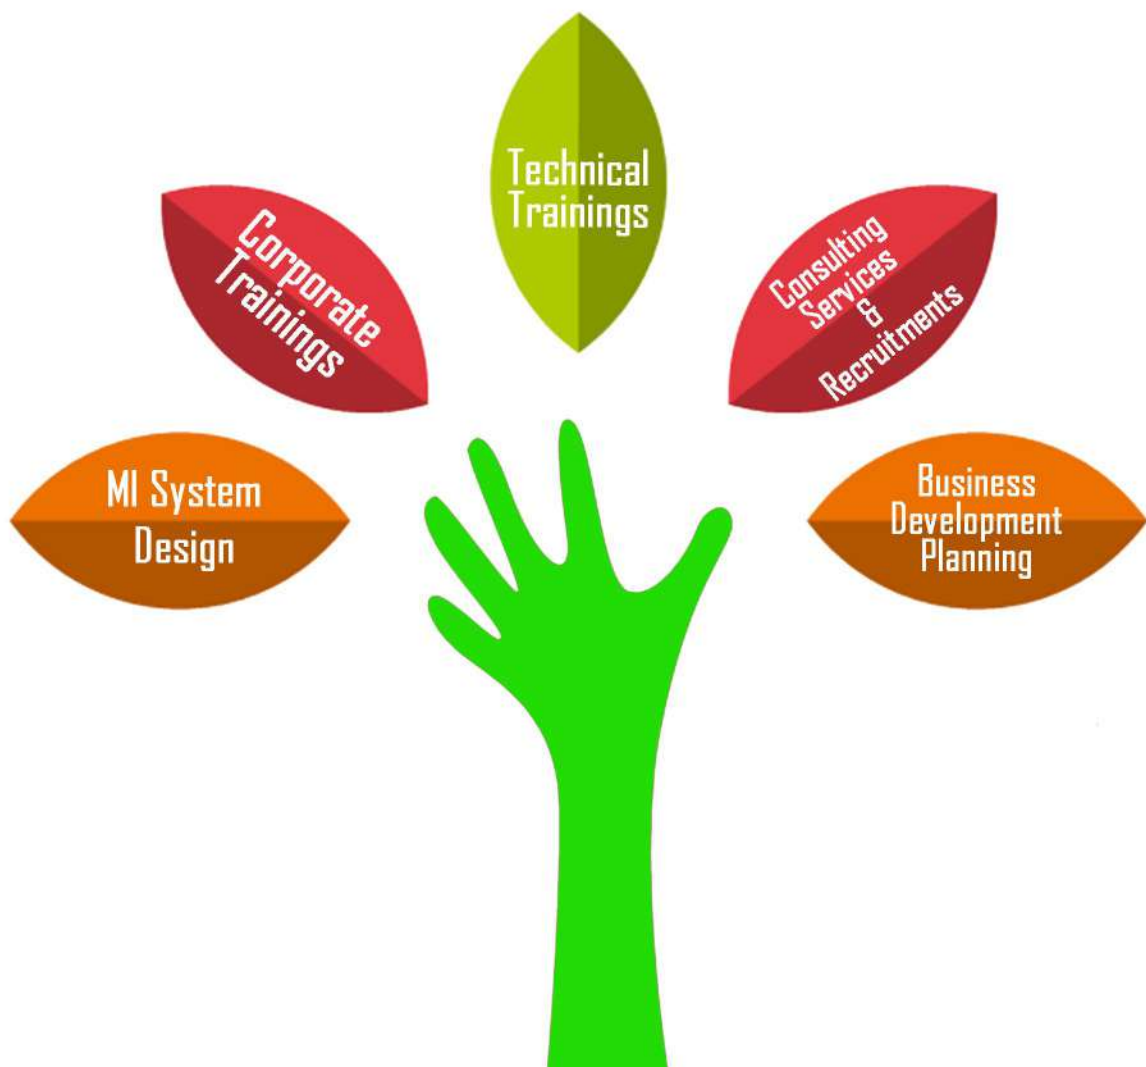 Technical
Trainings
Corporate
Trainings
Consulting
Services
&
Recruitments
MI System
Design
Business
Development
Planning